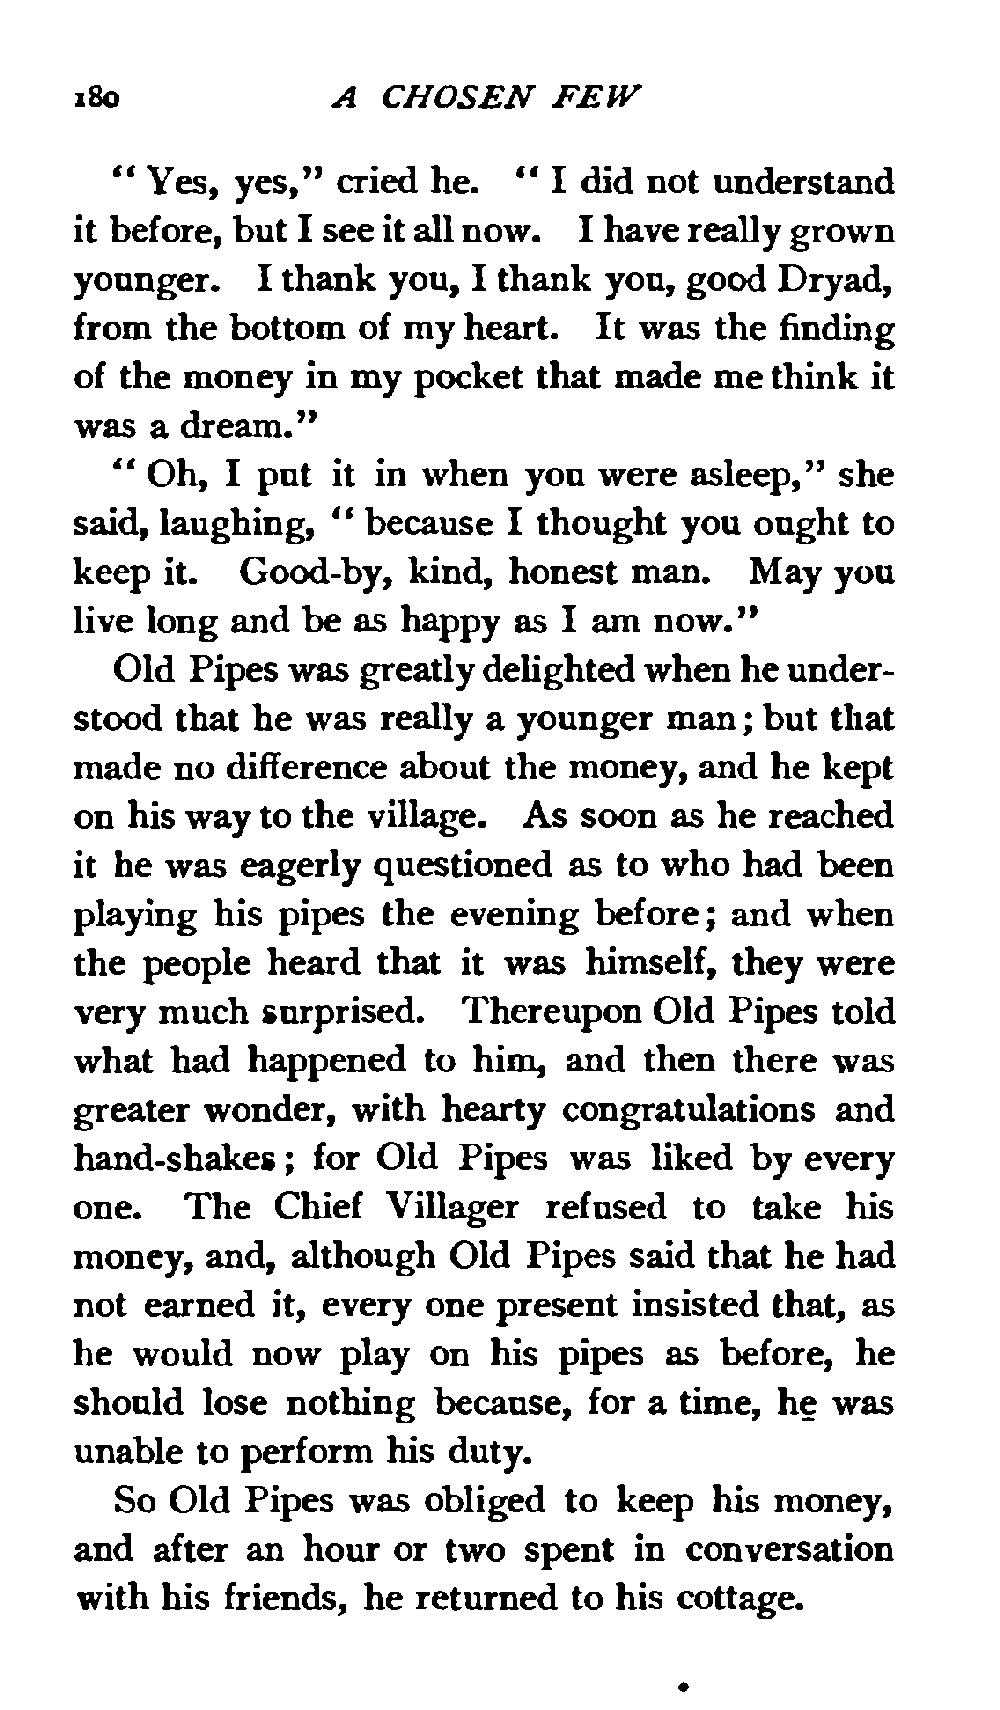 180 A CHOSEN FEW
“ Yes, yes,” cried he. “ I did not understand
it before, but I see it all now. I have really grown
younger. I thank you, I thank you, good Dryad,
from the bottom of my heart. It was the finding
of the money in my pocket that made me think it
was a dream.”
“ Oh, I put it in when you were asleep,” she
said, laughing, “ because I thought you ought to
keep it. Good-by, kind, honest man. May you
live long and be as happy as I am now.”
Old Pipes was greatly delighted when he under-
stood that he was really a younger man ; but that
made no difference about the money, and he kept
on his way to the village. As soon as he reached
it he was eagerly questioned as to who had been
playing his pipes the evening before ; and when
the people heard that it was himself, they were
very much surprised. Thereupon Old Pipes told
what had happened to him, and then there was
greater wonder, with hearty congratulations and
hand-shakes ; for Old Pipes was liked by every
one. The Chief Villager refused to take his
money, and, although Old Pipes said that he had
not earned it, every one present insisted that, as
he would now play on his pipes as before, he
should lose nothing because, for a time, he was
unable to perform his duty.
So Old Pipes was obliged to keep his money,
and after an hour or two spent in conversation
with his friends, he returned to his cottage.